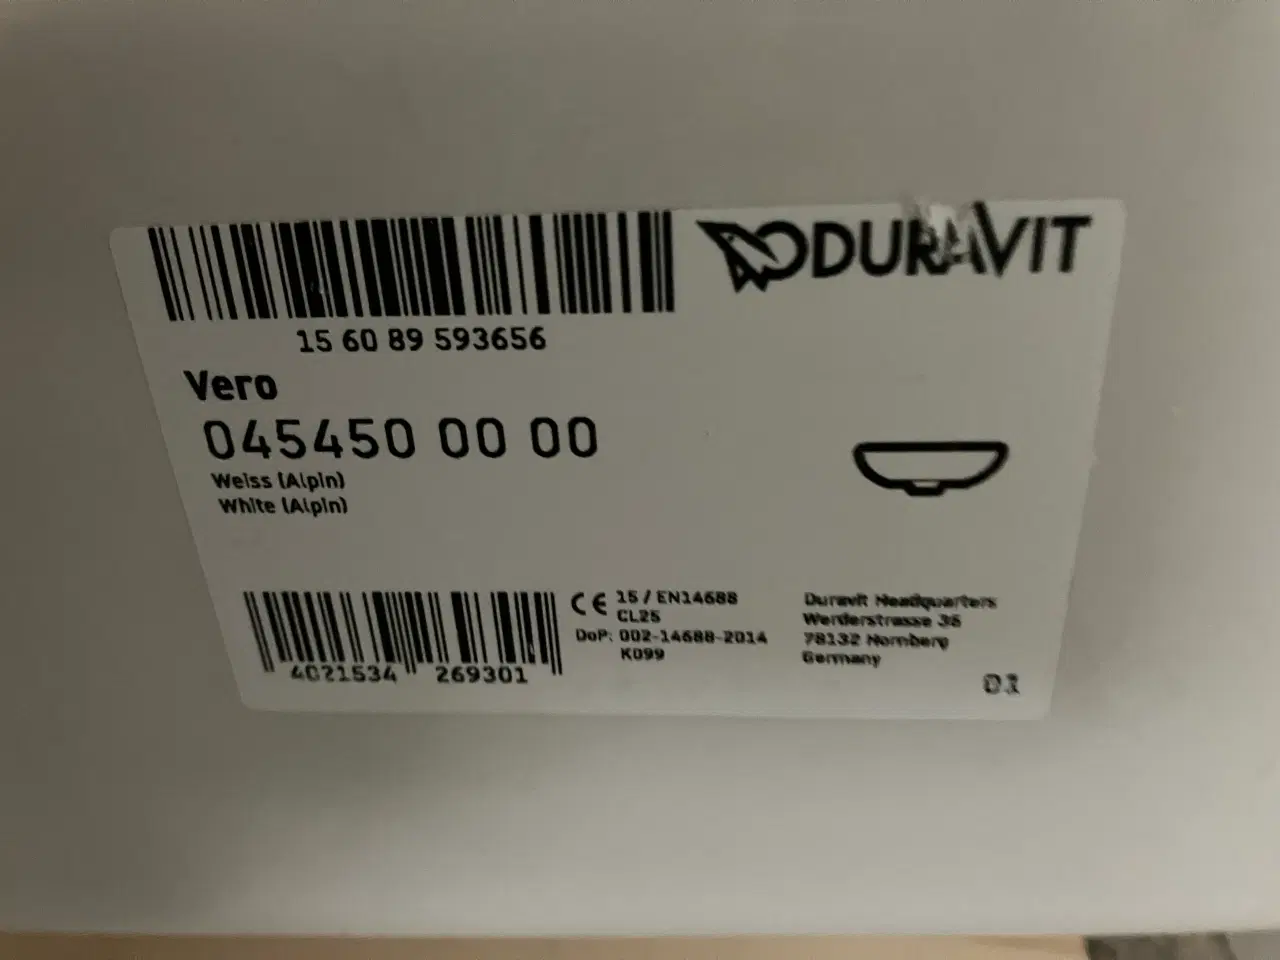 DURAVIT
15 60 89 593656
Vero
045450 00 00
Weiss (Alpin)
White (Alpin)
4021534 269301
CE 15 / EN14688
CL25
DoP: 002-14688-2014
K099
Duravit Headquarters
Werderstrasse 36
78132 Hornberg
Germany